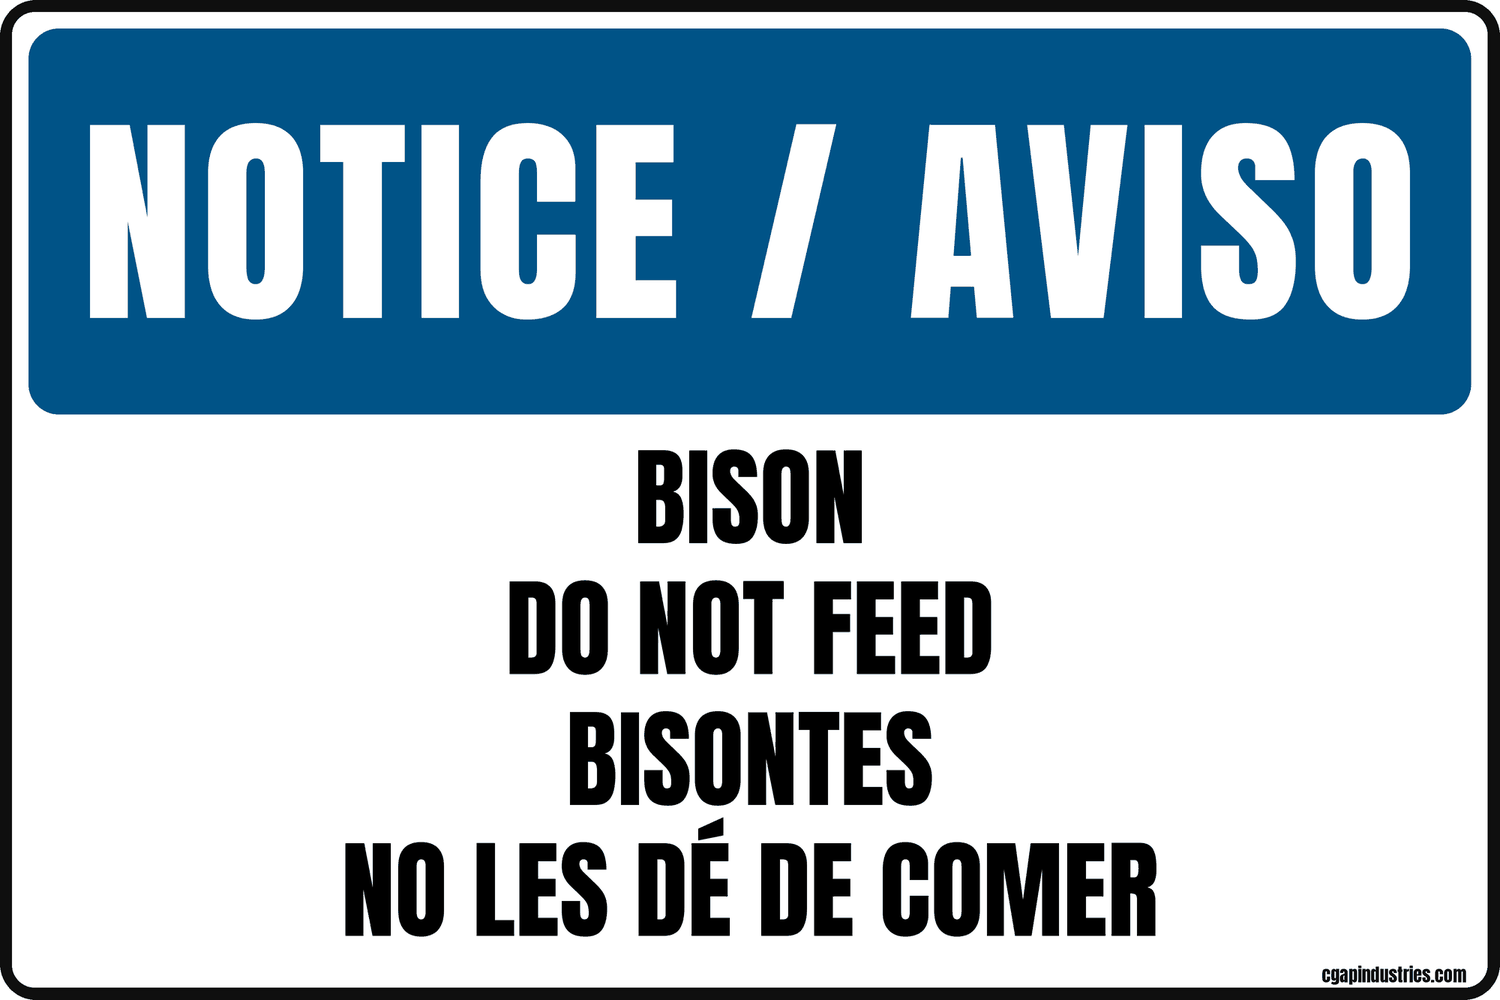 NOTICE / AVISO
BISON
DO NOT FEED
BISONTES
NO LES DÉ DE COMER
cgapindustries.com